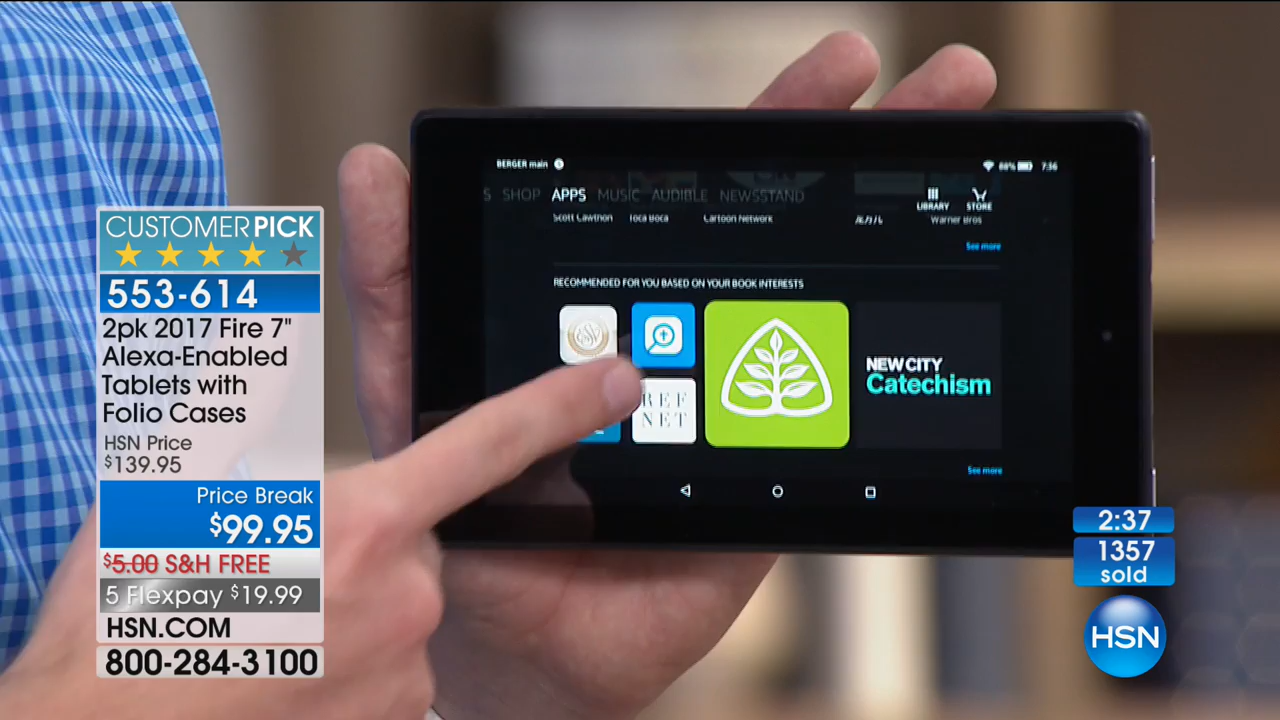 CUSTOMER PICK
553-614
2pk 2017 Fire 7"
Alexa-Enabled
Tablets with
Folio Cases
HSN Price
$139.95
Price Break
$99.95
$5.00 S&H FREE
5 Flexpay $19.99
HSN.COM
800-284-3100
BERGER main
88% 7:36
S SHOP APPS MUSIC AUDIBLE NEWSSTAND
LIBRARY STORE
Scott Cawthon Toca Boca Cartoon Network Warner Bros
See more
RECOMMENDED FOR YOU BASED ON YOUR BOOK INTERESTS
ESV
REF
NET
NEW CITY
Catechism
See more
2:37
1357
sold
HSN